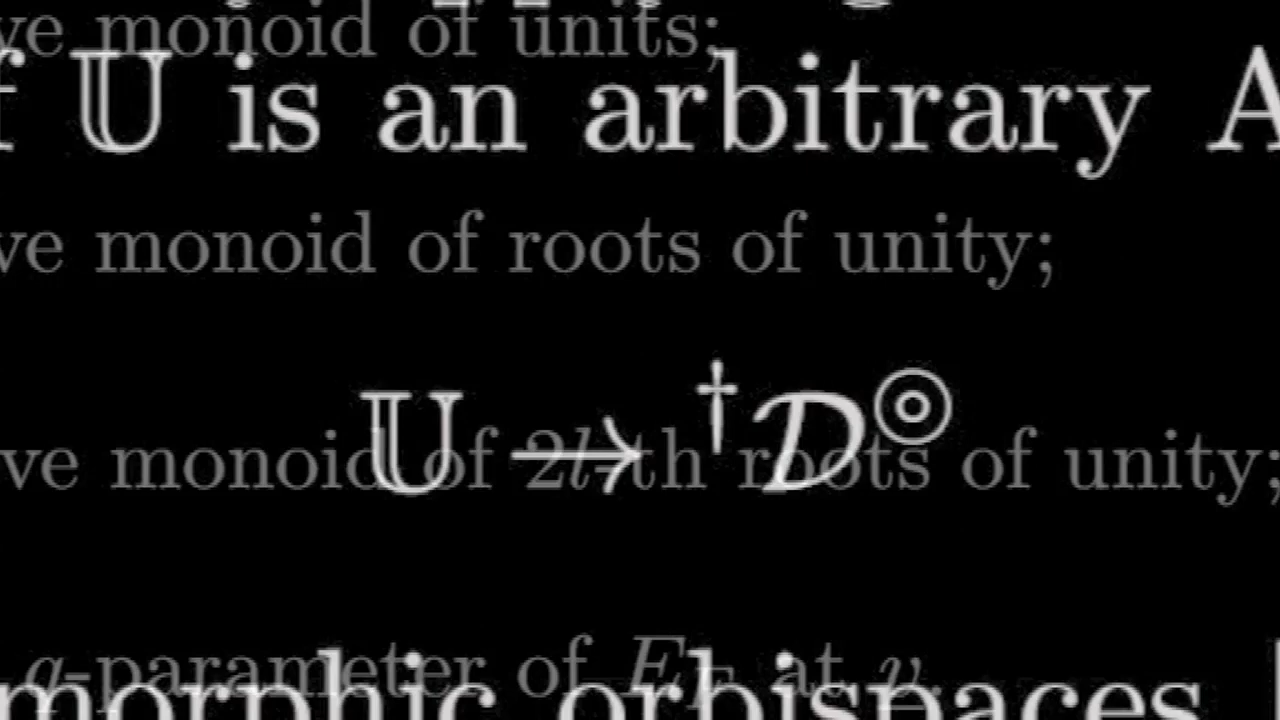 ve monoid of units;
f 𝕌 is an arbitrary A
ve monoid of roots of unity;
𝕌 → †𝒟^⊚
ve monoid of 2l-th roots of unity;
q-parameter of E_F at v.
morphic orbispaces